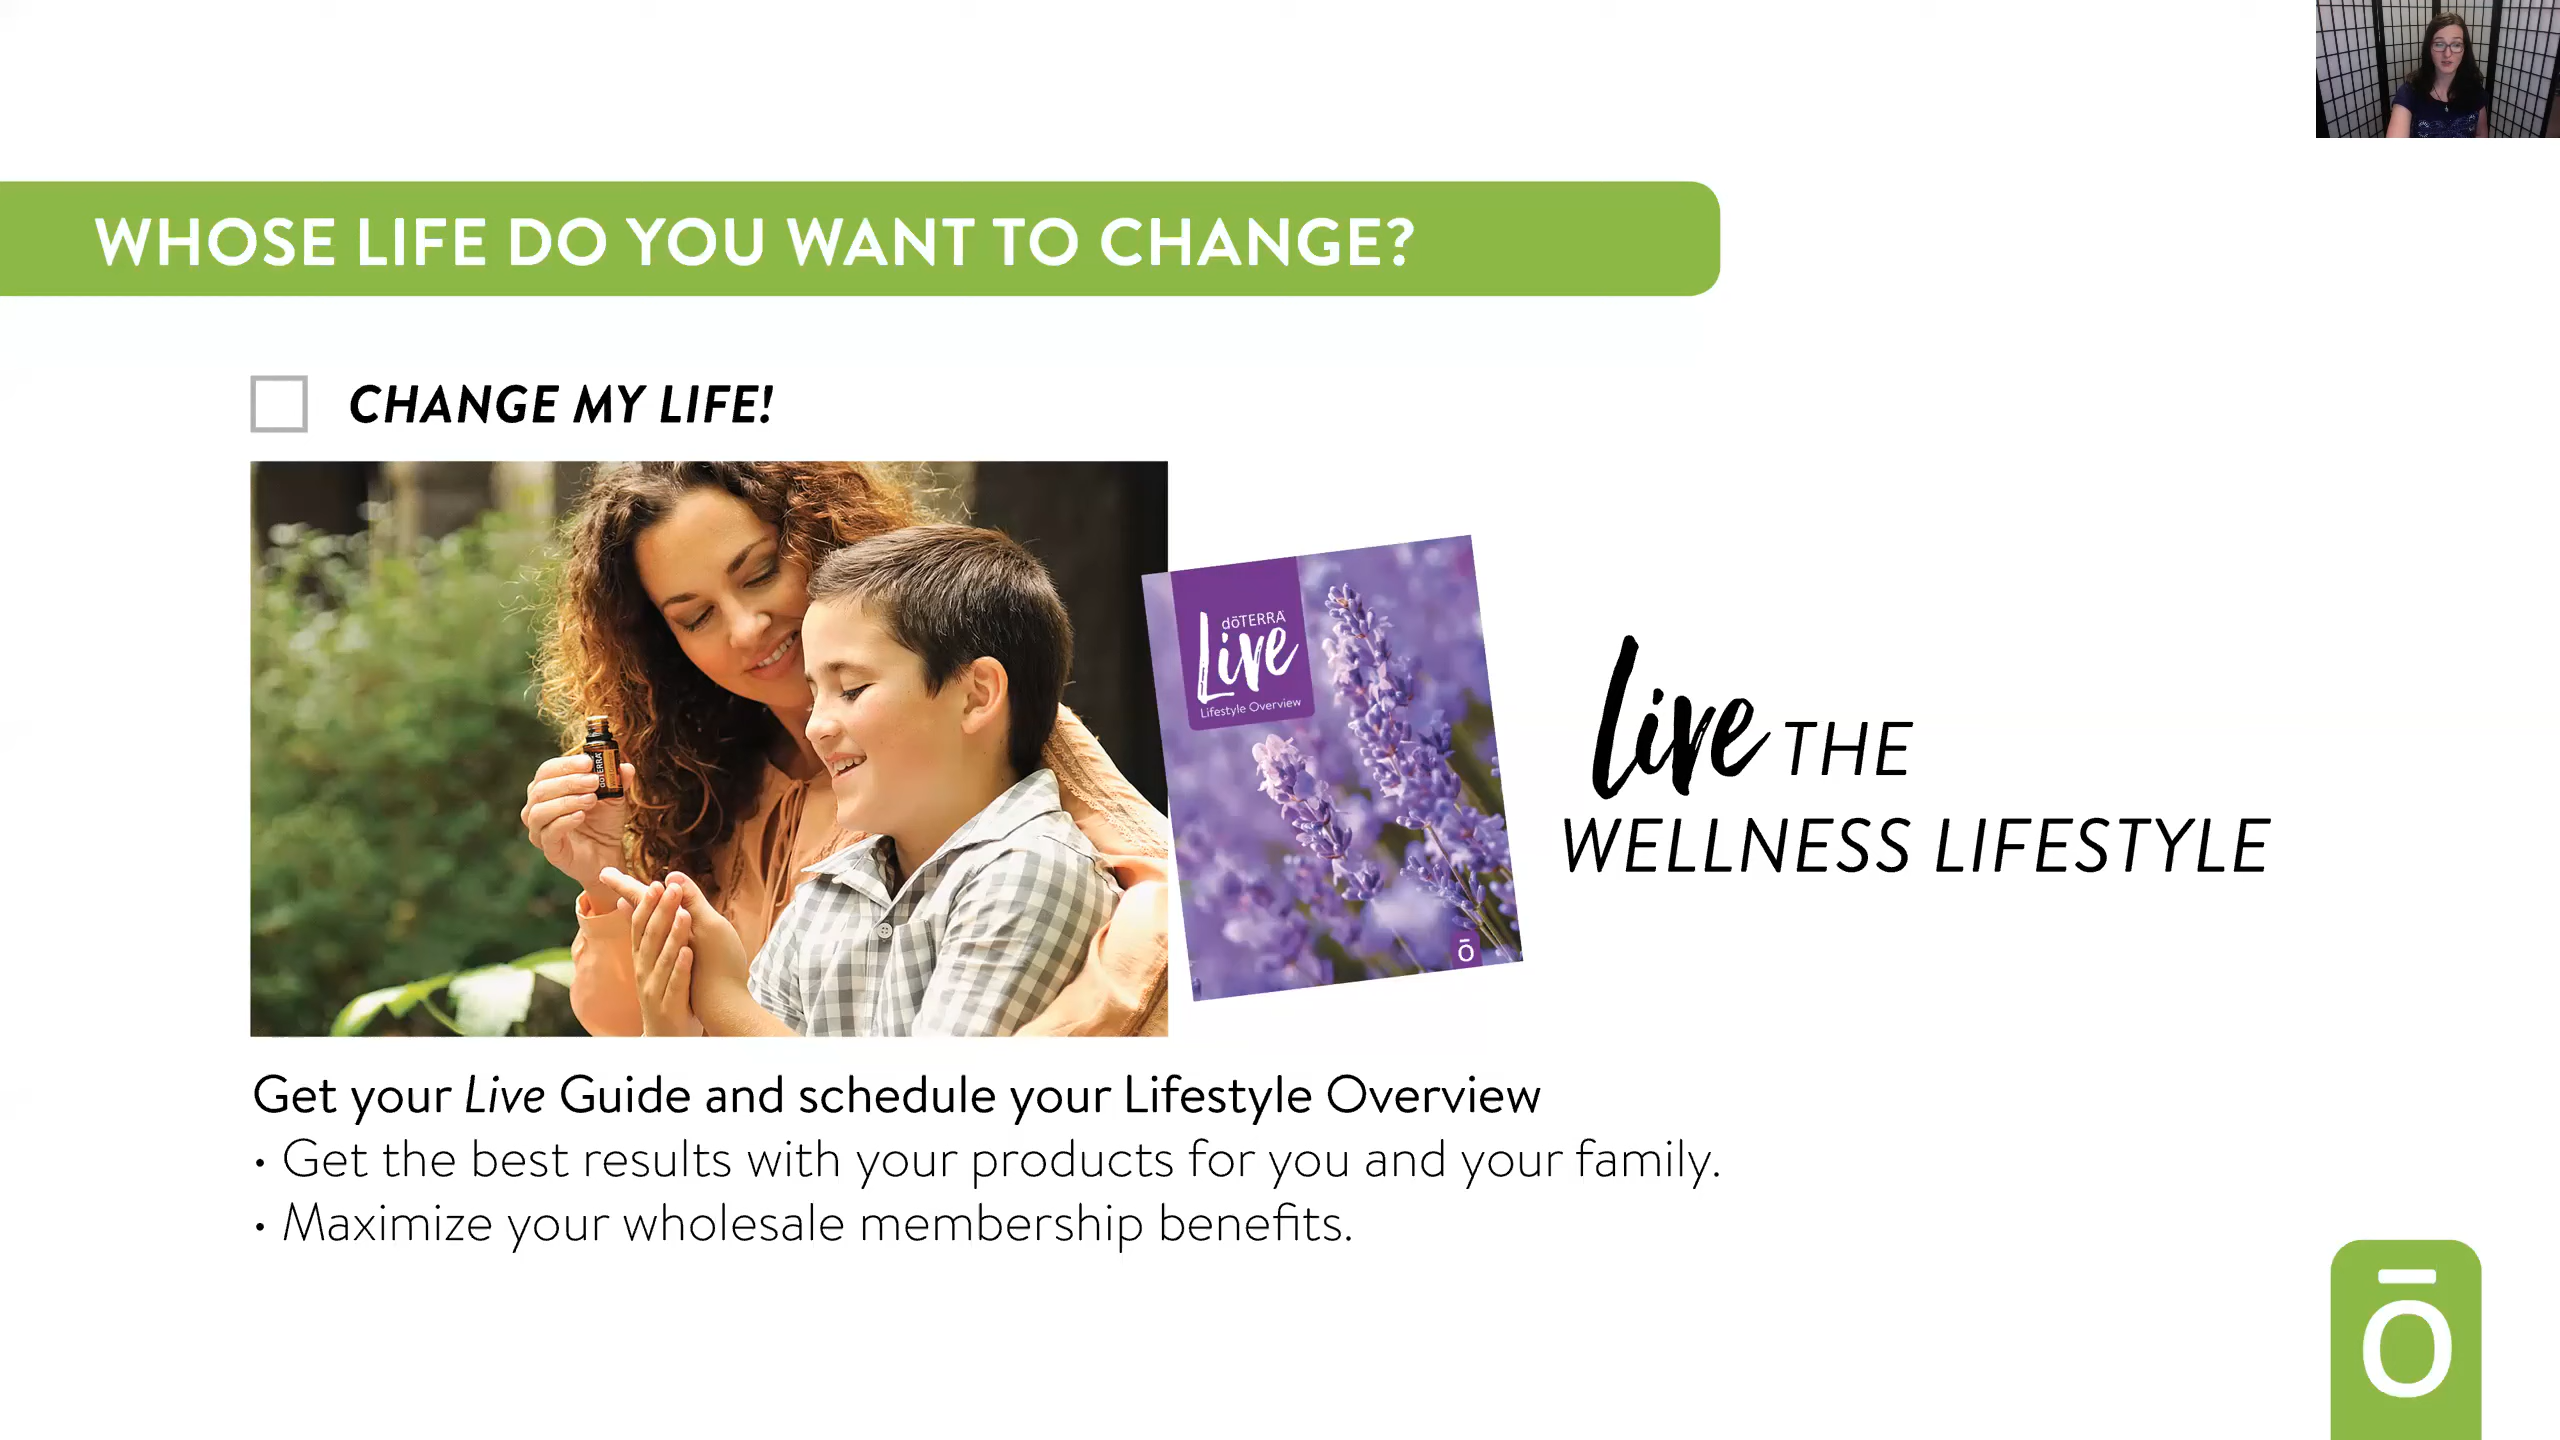 WHOSE LIFE DO YOU WANT TO CHANGE?
CHANGE MY LIFE!
dōTERRA
dōTERRA
Live
Lifestyle Overview
ō
Live THE
WELLNESS LIFESTYLE
Get your Live Guide and schedule your Lifestyle Overview
• Get the best results with your products for you and your family.
• Maximize your wholesale membership benefits.
ō